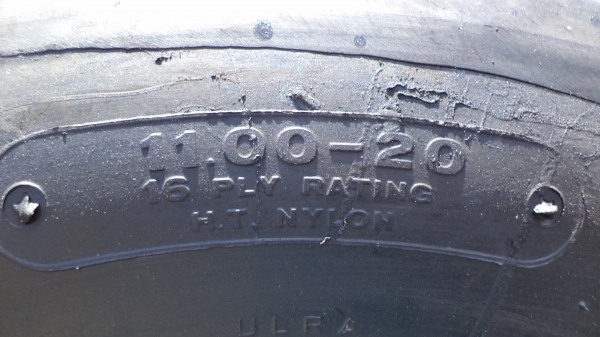 11.00-20
16 PLY RATING
H.T. NYLON